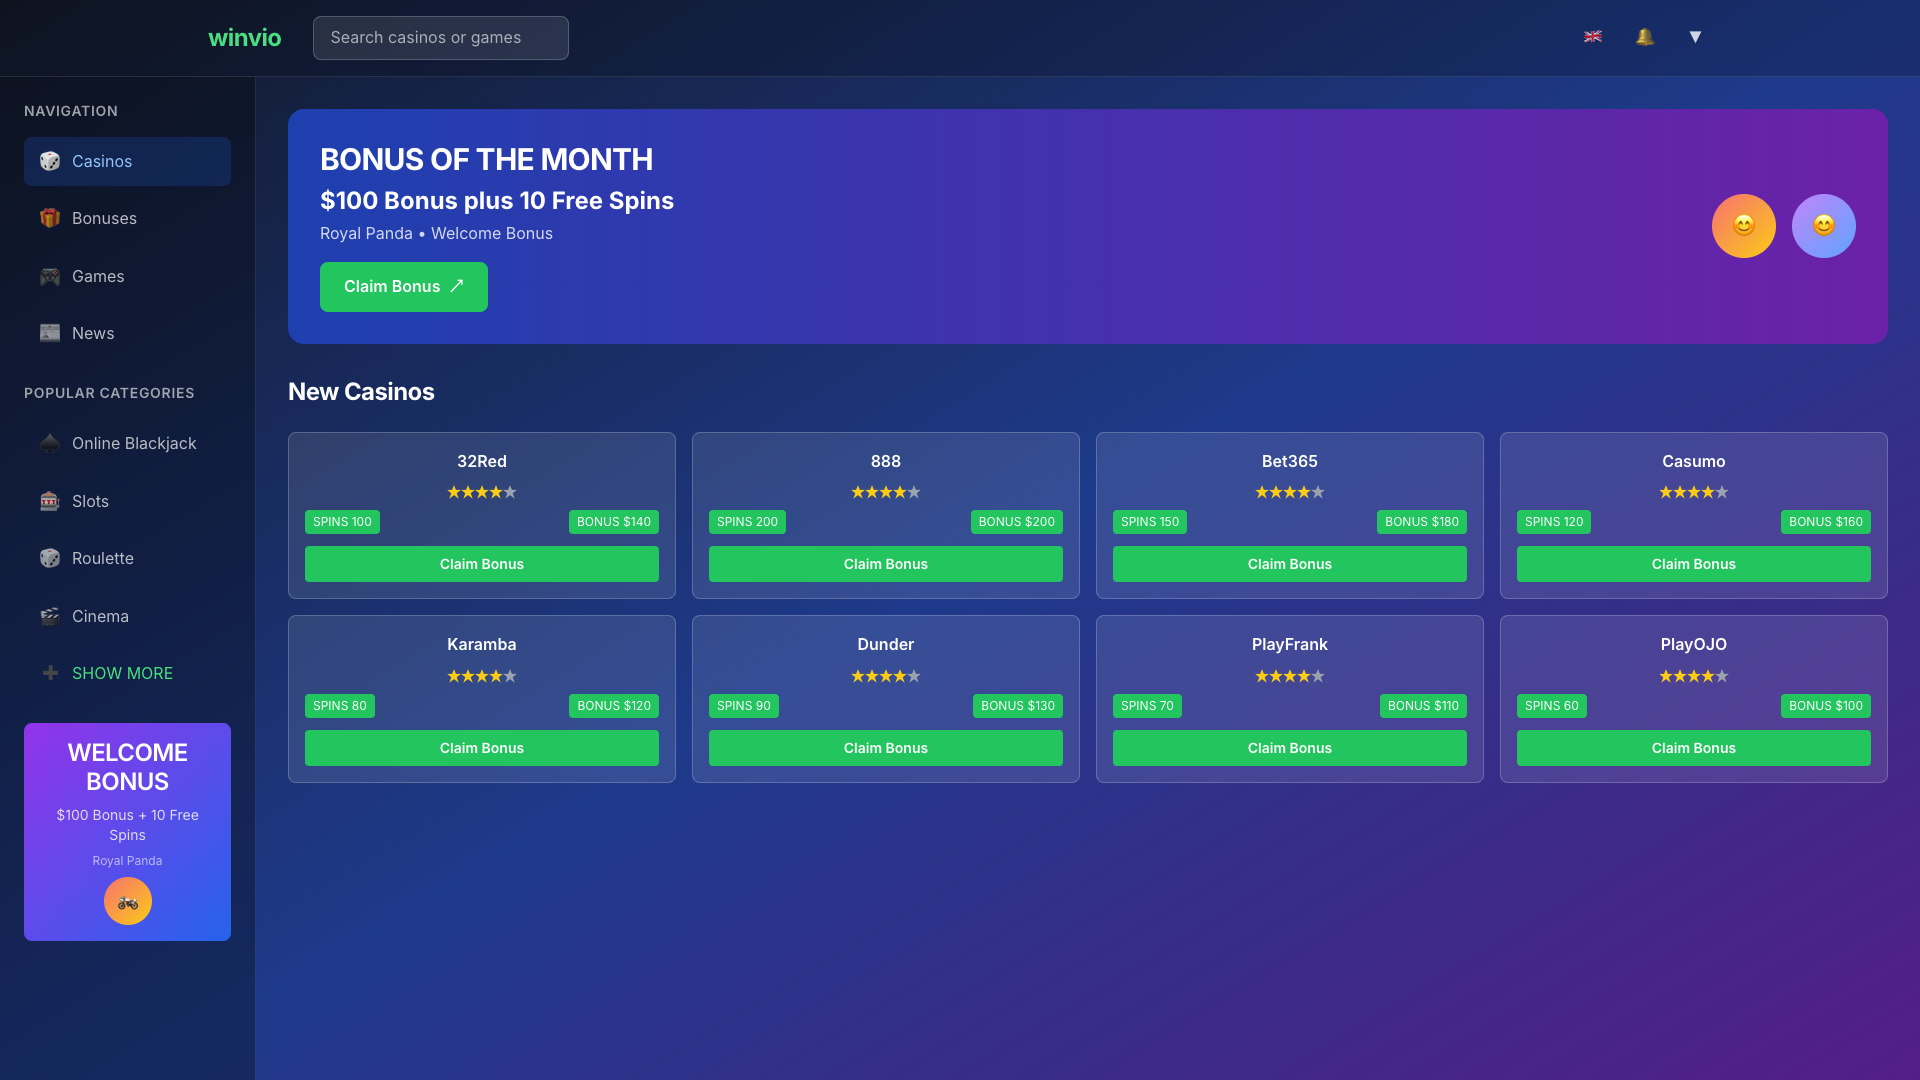 winvio
Search casinos or games
NAVIGATION
Casinos
Bonuses
Games
News
POPULAR CATEGORIES
Online Blackjack
Slots
Roulette
Cinema
SHOW MORE
WELCOME
BONUS
$100 Bonus + 10 Free
Spins
Royal Panda
BONUS OF THE MONTH
$100 Bonus plus 10 Free Spins
Royal Panda • Welcome Bonus
Claim Bonus ↗
New Casinos
32Red
★★★★★
SPINS 100 BONUS $140
Claim Bonus
888
★★★★★
SPINS 200 BONUS $200
Claim Bonus
Bet365
★★★★★
SPINS 150 BONUS $180
Claim Bonus
Casumo
★★★★★
SPINS 120 BONUS $160
Claim Bonus
Karamba
★★★★★
SPINS 80 BONUS $120
Claim Bonus
Dunder
★★★★★
SPINS 90 BONUS $130
Claim Bonus
PlayFrank
★★★★★
SPINS 70 BONUS $110
Claim Bonus
PlayOJO
★★★★★
SPINS 60 BONUS $100
Claim Bonus